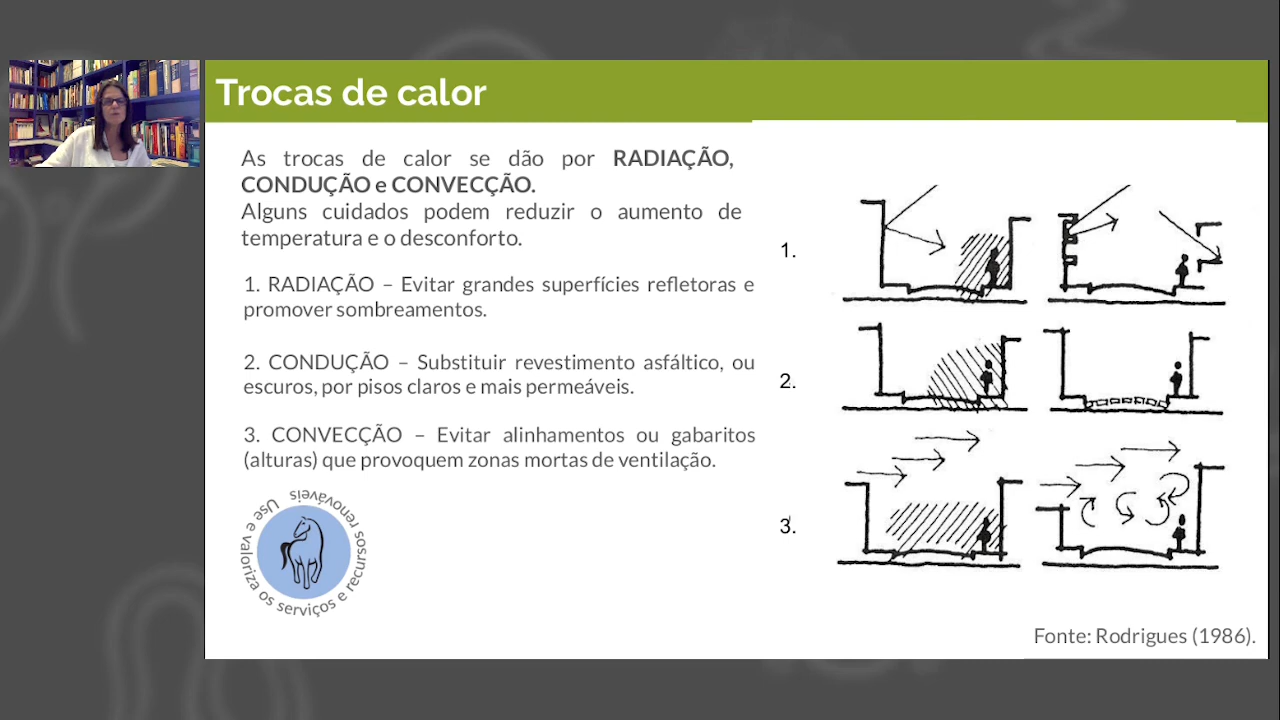 Trocas de calor
As trocas de calor se dão por RADIAÇÃO,
CONDUÇÃO e CONVECÇÃO.
Alguns cuidados podem reduzir o aumento de
temperatura e o desconforto.
1. RADIAÇÃO – Evitar grandes superfícies refletoras e
promover sombreamentos.
2. CONDUÇÃO – Substituir revestimento asfáltico, ou
escuros, por pisos claros e mais permeáveis.
3. CONVECÇÃO – Evitar alinhamentos ou gabaritos
(alturas) que provoquem zonas mortas de ventilação.
Use e valoriza os serviços e recursos renováveis
1.
2.
3.
Fonte: Rodrigues (1986).